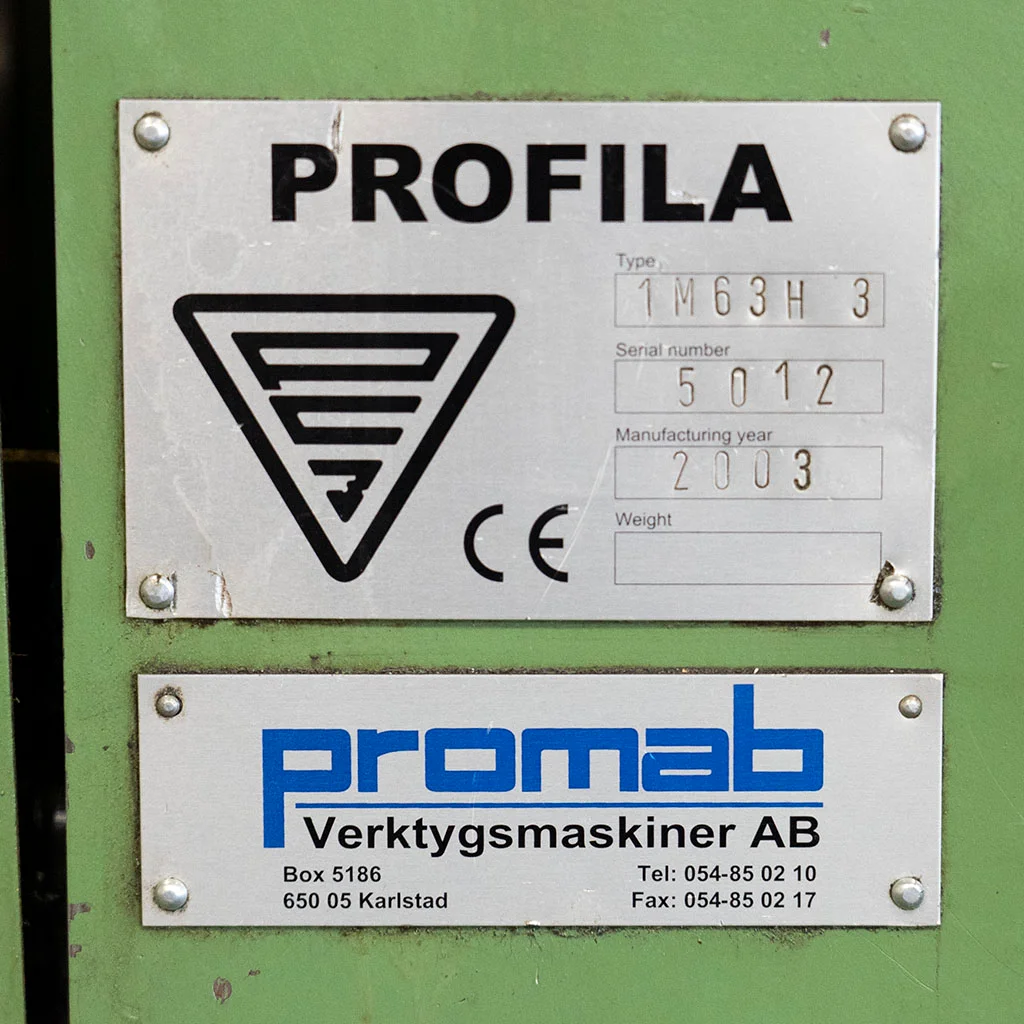 PROFILA
Type
1M63H 3
Serial number
5012
Manufacturing year
2003
Weight
CE
promab
Verktygsmaskiner AB
Box 5186
650 05 Karlstad
Tel: 054-85 02 10
Fax: 054-85 02 17